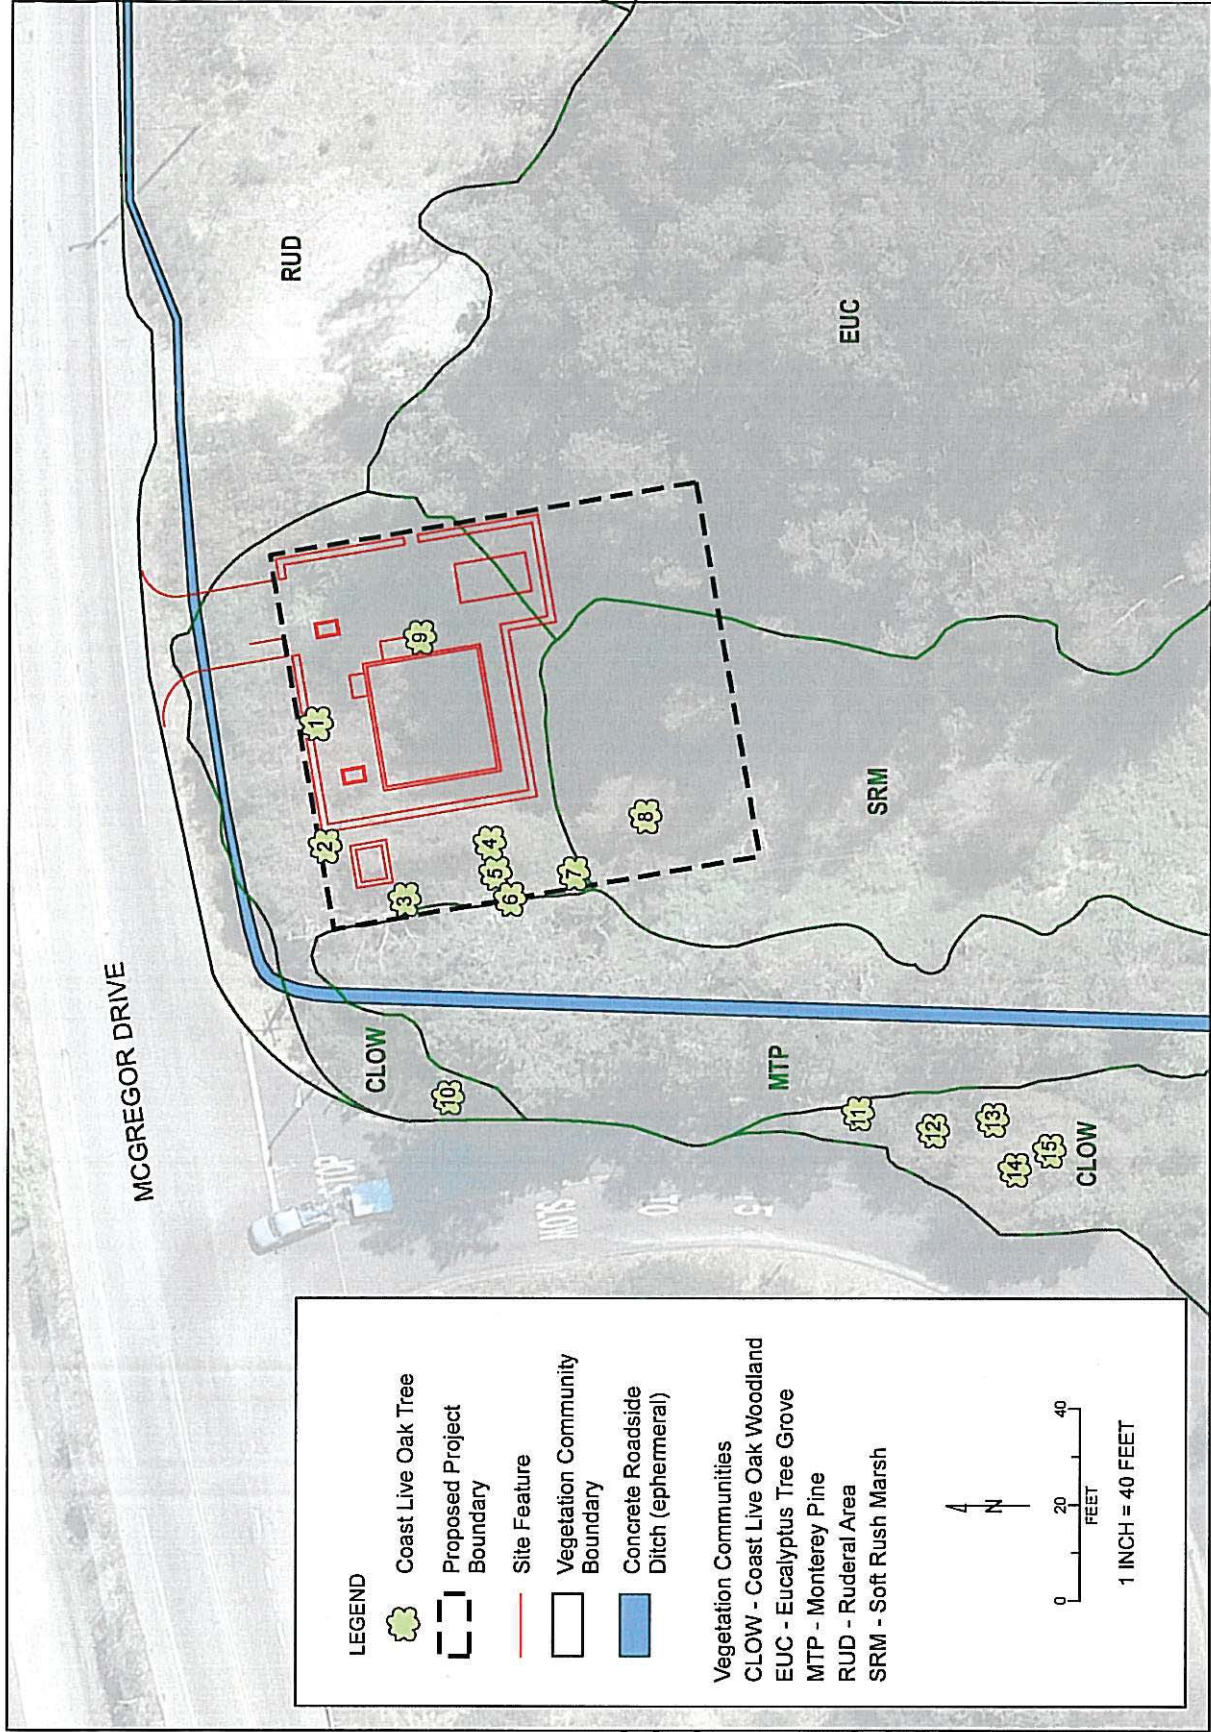 MCGREGOR DRIVE
RUD
EUC
CLOW
MTP
SRM
CLOW
1
2
3
4
5
6
7
8
9
10
11
12
13
14
15
STOP
SLOW
TO
LEGEND
Coast Live Oak Tree
Proposed Project
Boundary
Site Feature
Vegetation Community
Boundary
Concrete Roadside
Ditch (ephemeral)
Vegetation Communities
CLOW - Coast Live Oak Woodland
EUC - Eucalyptus Tree Grove
MTP - Monterey Pine
RUD - Ruderal Area
SRM - Soft Rush Marsh
N
0 20 40
FEET
1 INCH = 40 FEET